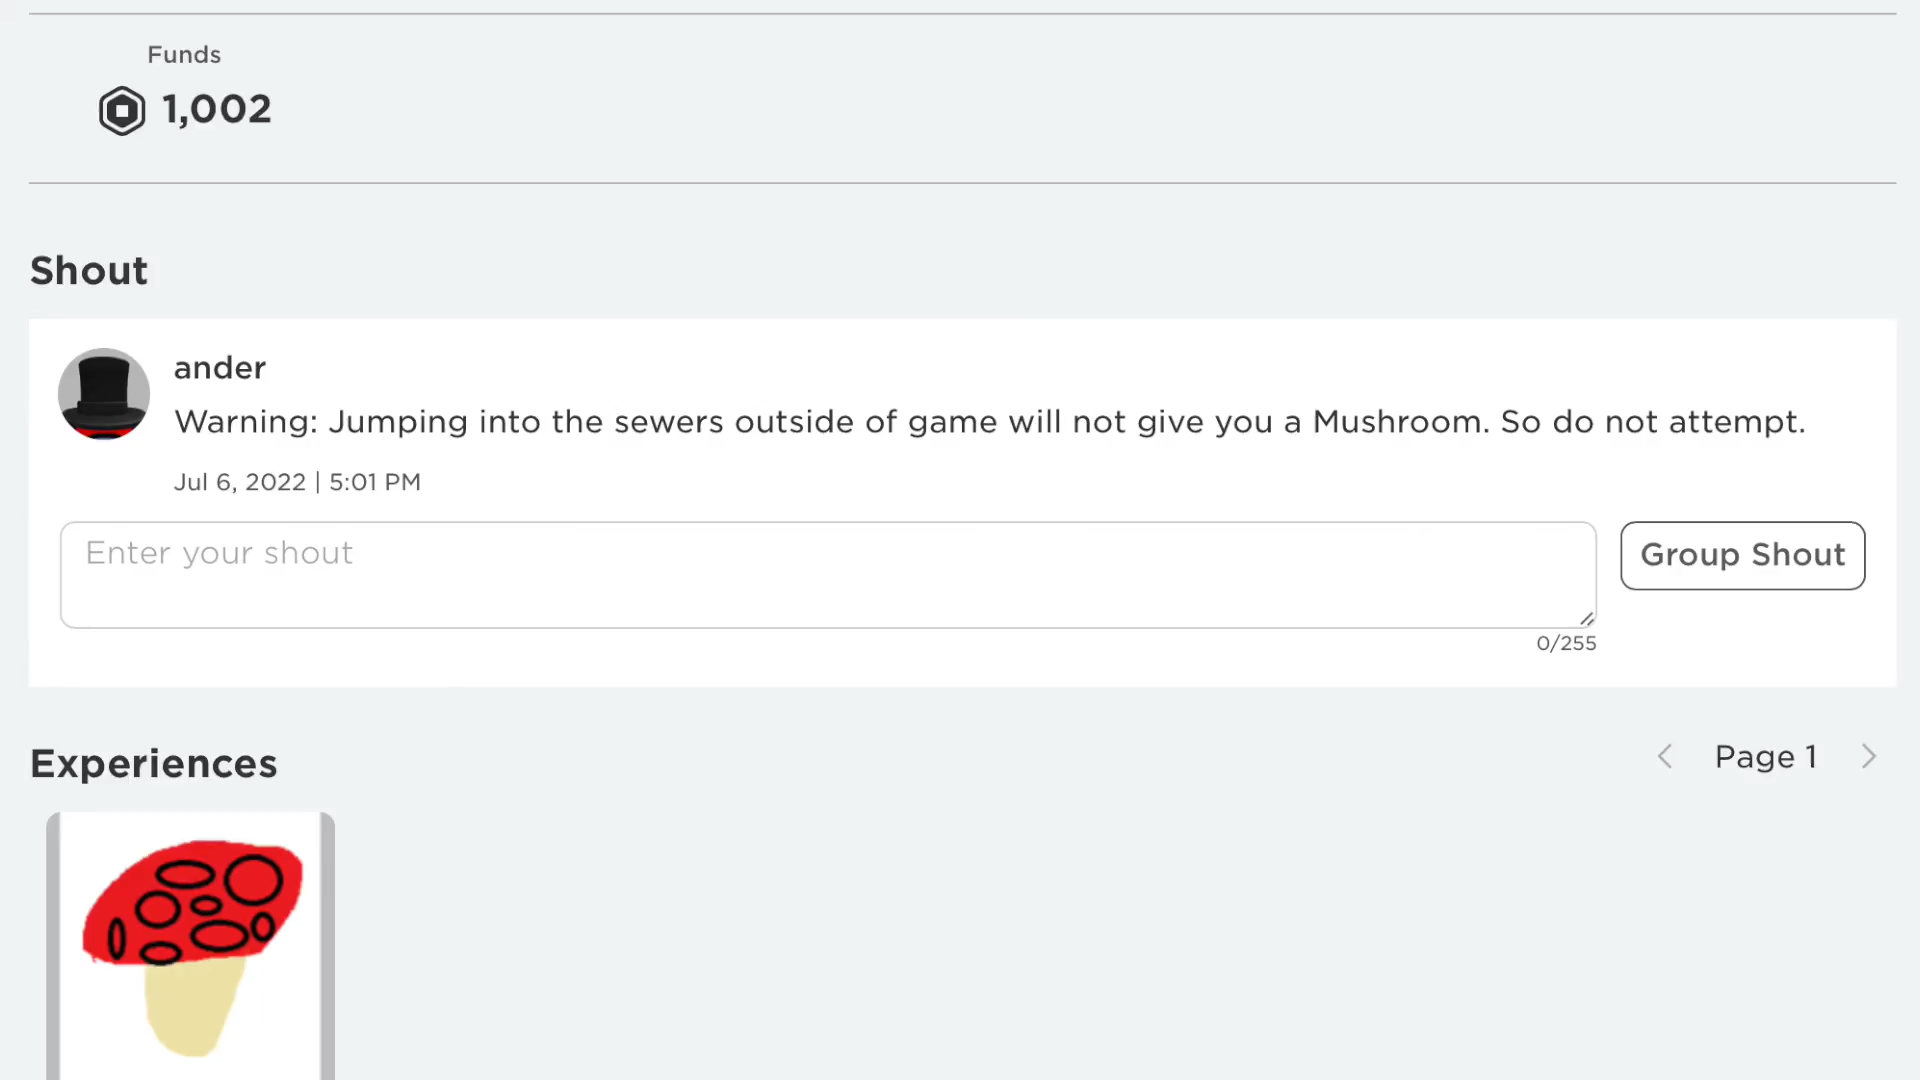 Funds
1,002
Shout
ander
Warning: Jumping into the sewers outside of game will not give you a Mushroom. So do not attempt.
Jul 6, 2022 | 5:01 PM
Enter your shout
Group Shout
0/255
Experiences
Page 1